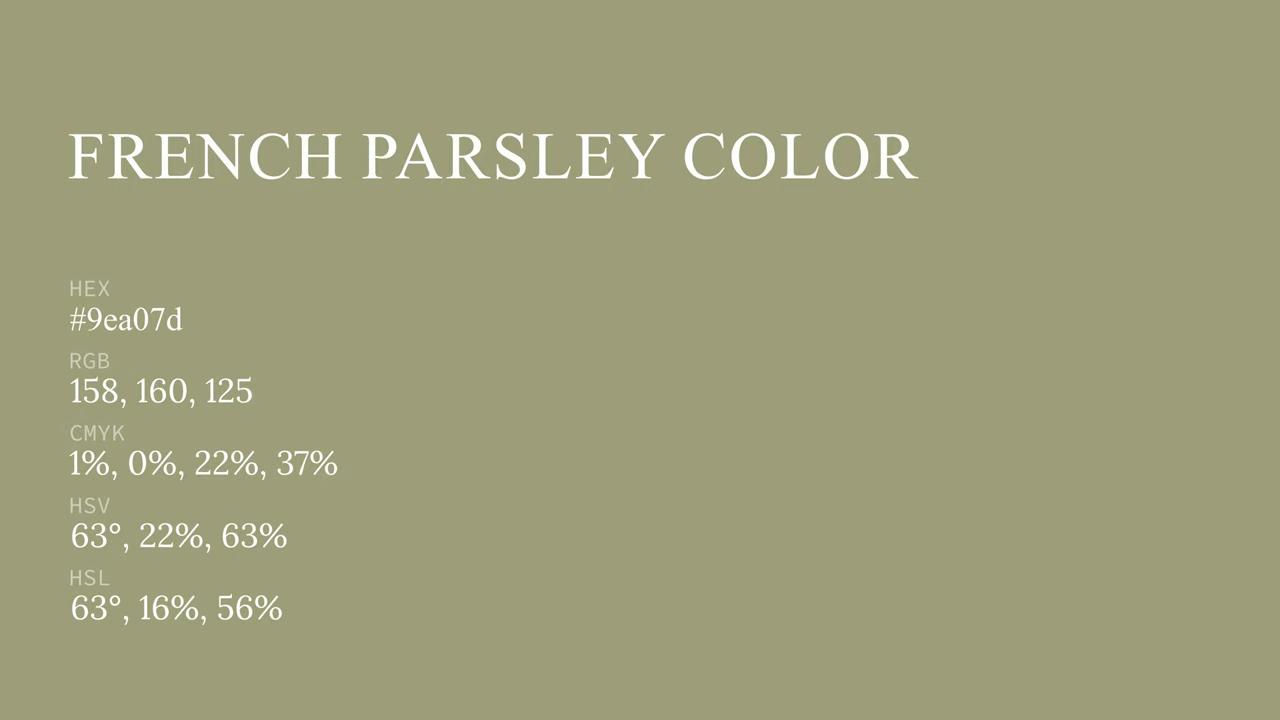 FRENCH PARSLEY COLOR
HEX
#9ea07d
RGB
158, 160, 125
CMYK
1%, 0%, 22%, 37%
HSV
63°, 22%, 63%
HSL
63°, 16%, 56%